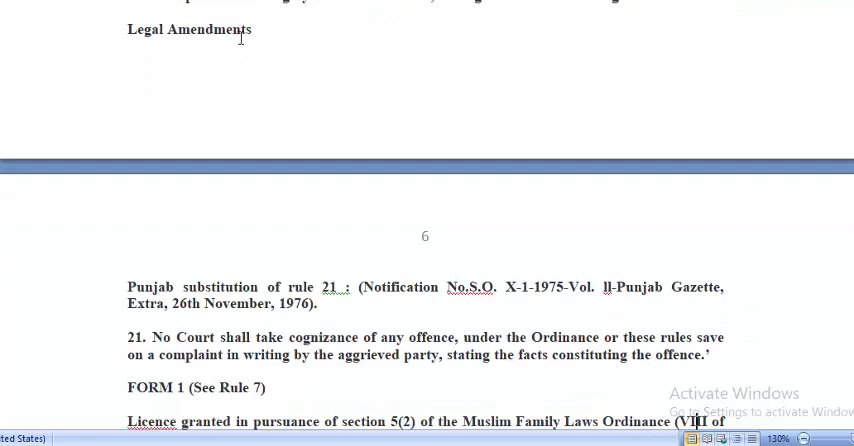 Legal Amendments
6
Punjab substitution of rule 21 : (Notification No.S.O. X-1-1975-Vol. ll-Punjab Gazette,
Extra, 26th November, 1976).
21. No Court shall take cognizance of any offence, under the Ordinance or these rules save
on a complaint in writing by the aggrieved party, stating the facts constituting the offence.’
FORM 1 (See Rule 7)
Activate Windows
Go to Settings to activate Windows
Licence granted in pursuance of section 5(2) of the Muslim Family Laws Ordinance (VIII of
ted States)
130%